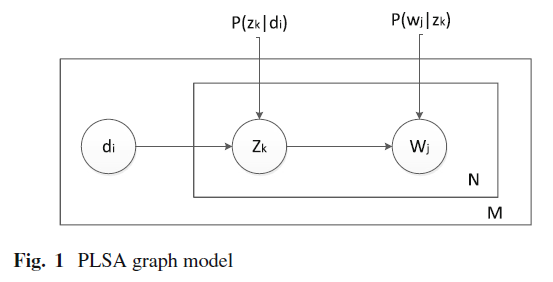 P(zk|di) P(wj|zk)
di Zk Wj
N
M
Fig. 1 PLSA graph model